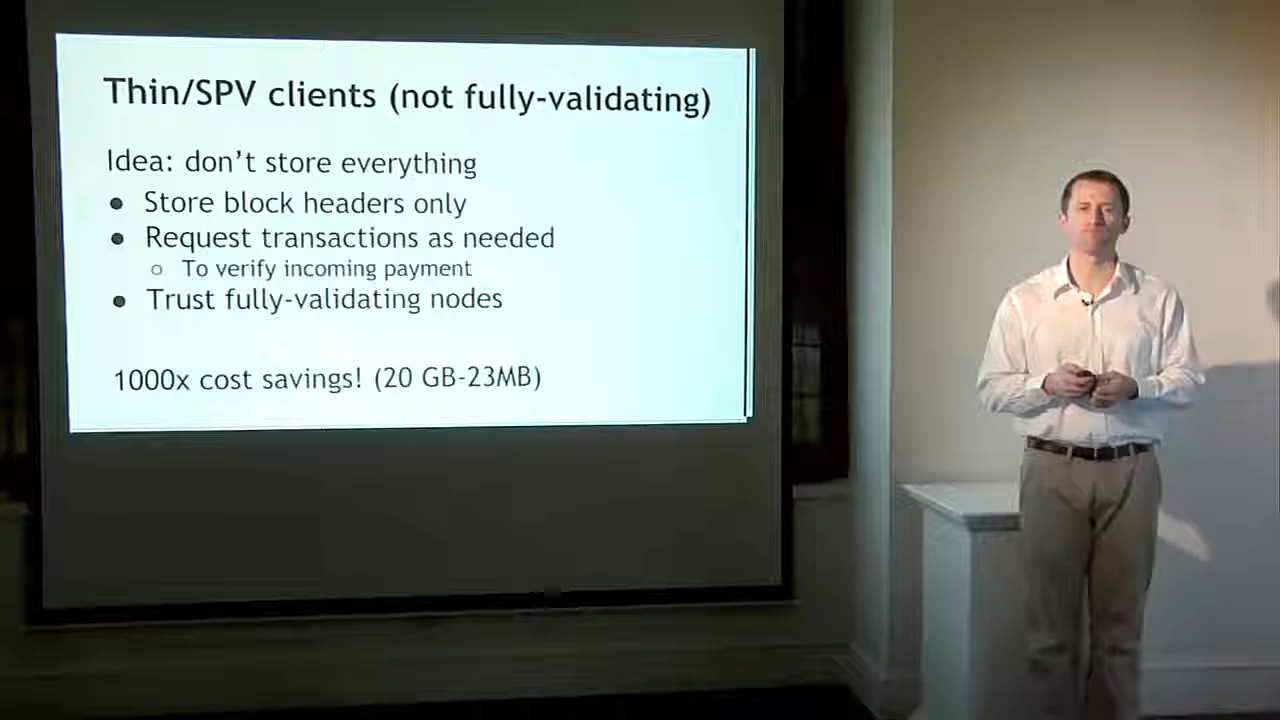 Thin/SPV clients (not fully-validating)
Idea: don’t store everything
● Store block headers only
● Request transactions as needed
○ To verify incoming payment
● Trust fully-validating nodes
1000x cost savings! (20 GB-23MB)